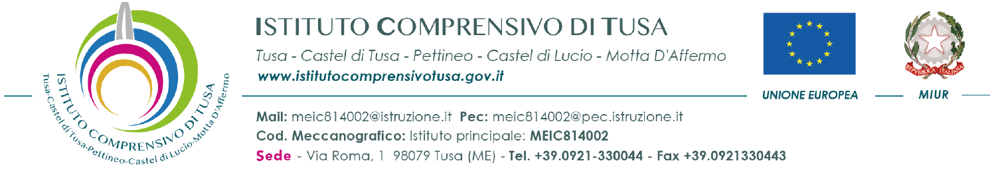 ISTITUTO COMPRENSIVO DI TUSA
Tusa-Castel di Tusa-Pettineo-Castel di Lucio-Motta D'Affermo
ISTITUTO COMPRENSIVO DI TUSA
Tusa - Castel di Tusa - Pettineo - Castel di Lucio - Motta D'Affermo
www.istitutocomprensivotusa.gov.it
REPVBBLICA ITALIANA
UNIONE EUROPEA
MIUR
Mail: meic814002@istruzione.it Pec: meic814002@pec.istruzione.it
Cod. Meccanografico: Istituto principale: MEIC814002
Sede - Via Roma, 1 98079 Tusa (ME) - Tel. +39.0921-330044 - Fax +39.0921330443